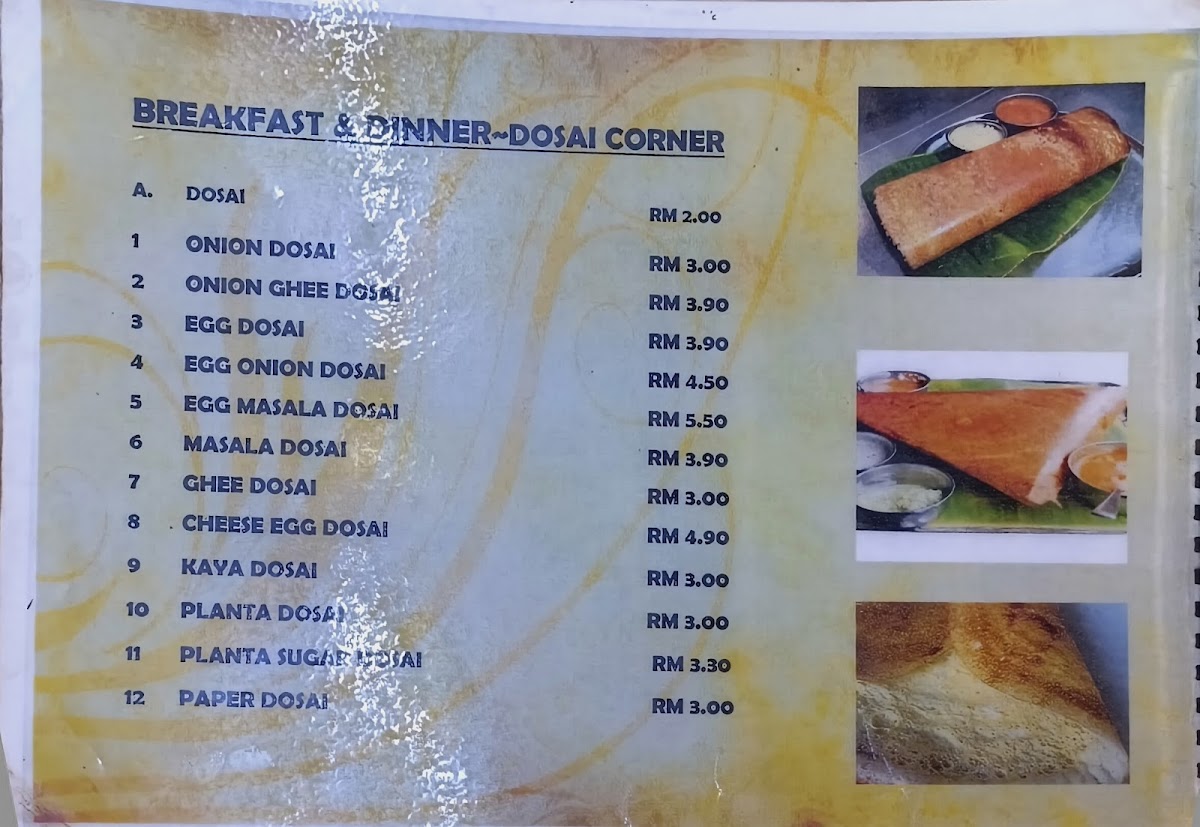 BREAKFAST & DINNER~DOSAI CORNER
A. DOSAI RM 2.00
1 ONION DOSAI RM 3.00
2 ONION GHEE DOSAI RM 3.90
3 EGG DOSAI RM 3.90
4 EGG ONION DOSAI RM 4.50
5 EGG MASALA DOSAI RM 5.50
6 MASALA DOSAI RM 3.90
7 GHEE DOSAI RM 3.00
8 CHEESE EGG DOSAI RM 4.90
9 KAYA DOSAI RM 3.00
10 PLANTA DOSAI RM 3.00
11 PLANTA SUGAR DOSAI RM 3.30
12 PAPER DOSAI RM 3.00